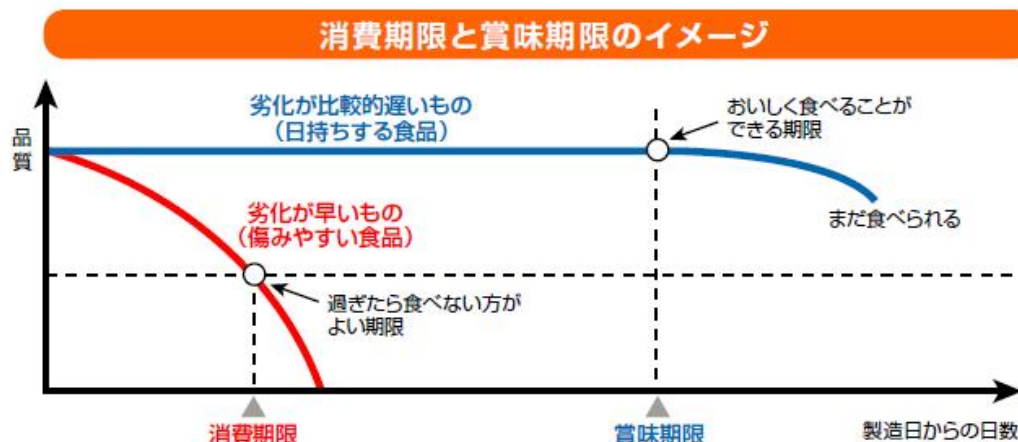 消費期限と賞味期限のイメージ
品質
劣化が比較的遅いもの
（日持ちする食品）
おいしく食べることが
できる期限
まだ食べられる
劣化が早いもの
（傷みやすい食品）
過ぎたら食べない方が
よい期限
消費期限
賞味期限
製造日からの日数